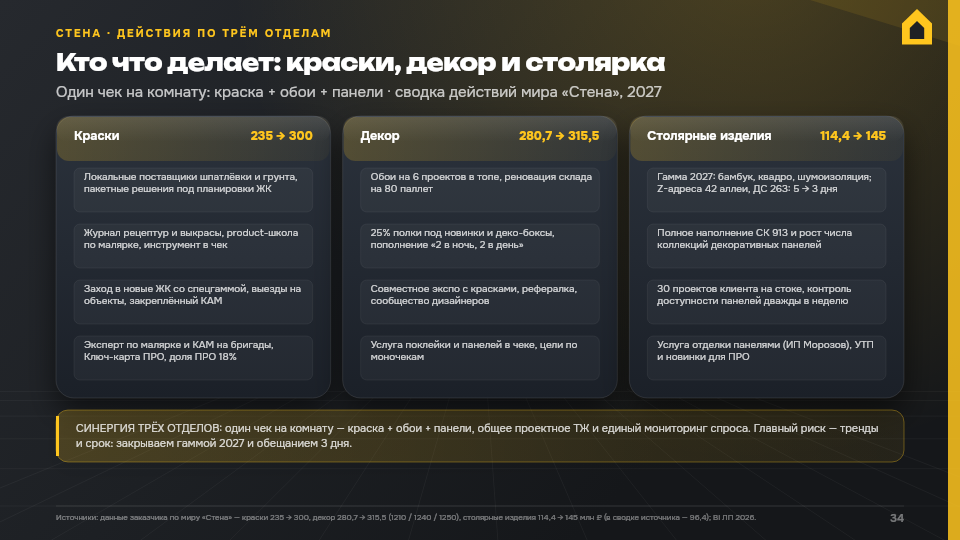 СТЕНА · ДЕЙСТВИЯ ПО ТРЁМ ОТДЕЛАМ
Кто что делает: краски, декор и столярка
Один чек на комнату: краска + обои + панели · сводка действий мира «Стена», 2027
Краски 235 → 300
Локальные поставщики шпатлёвки и грунта,
пакетные решения под планировки ЖК
Журнал рецептур и выкрасы, product-школа
по малярке, инструмент в чек
Заход в новые ЖК со спецгаммой, выезды на
объекты, закреплённый КАМ
Эксперт по малярке и КАМ на бригады,
Ключ-карта ПРО, доля ПРО 18%
Декор 280,7 → 315,5
Обои на 6 проектов в топе, реновация склада
на 80 паллет
25% полки под новинки и деко-боксы,
пополнение «2 в ночь, 2 в день»
Совместное экспо с красками, рефералка,
сообщество дизайнеров
Услуга поклейки и панелей в чеке, цели по
моночекам
Столярные изделия 114,4 → 145
Гамма 2027: бамбук, квадро, шумоизоляция;
Z-адреса 42 аллеи, ДС 263: 5 → 3 дня
Полное наполнение СК 913 и рост числа
коллекций декоративных панелей
30 проектов клиента на стоке, контроль
доступности панелей дважды в неделю
Услуга отделки панелями (ИП Морозов), УТП
и новинки для ПРО
СИНЕРГИЯ ТРЁХ ОТДЕЛОВ: один чек на комнату — краска + обои + панели, общее проектное ТЖ и единый мониторинг спроса. Главный риск — тренды
и срок: закрываем гаммой 2027 и обещанием 3 дня.
Источники: данные заказчика по миру «Стена» — краски 235 → 300, декор 280,7 → 315,5 (1210 / 1240 / 1250), столярные изделия 114,4 → 145 млн ₽ (в сводке источника — 96,4); BI ЛП 2026.
34